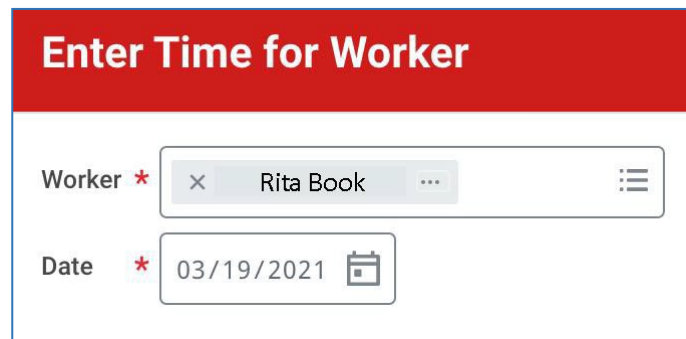 Enter Time for Worker
Worker * × Rita Book ...
Date * 03/19/2021